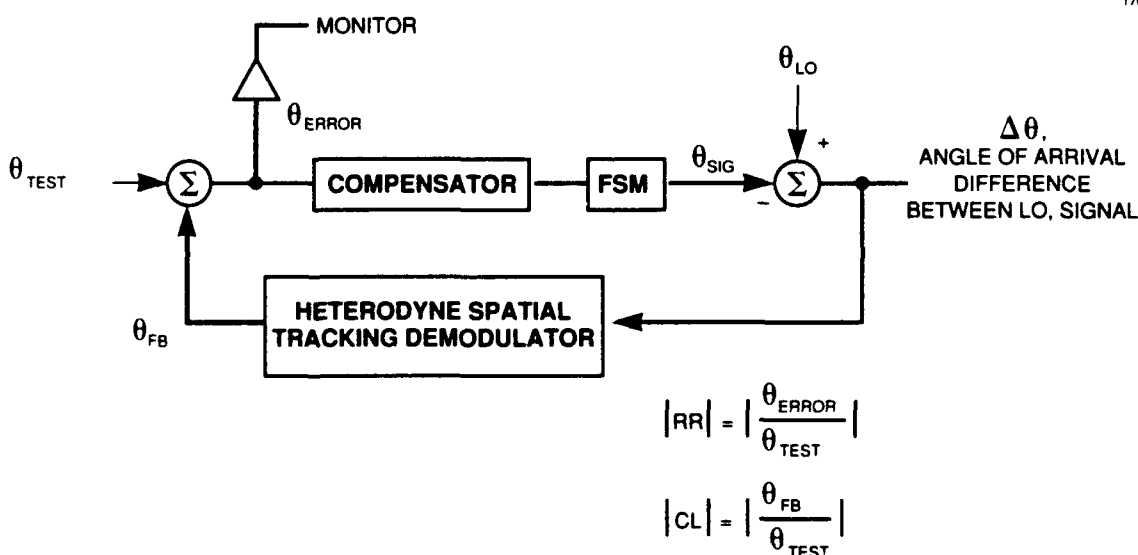 MONITOR
θLO
θERROR
+
Δθ,
ANGLE OF ARRIVAL
DIFFERENCE
BETWEEN LO, SIGNAL
θTEST
Σ
COMPENSATOR
FSM
θSIG
−
Σ
θFB
HETERODYNE SPATIAL
TRACKING DEMODULATOR
|RR| = | θERROR / θTEST |
|CL| = | θFB / θTEST |